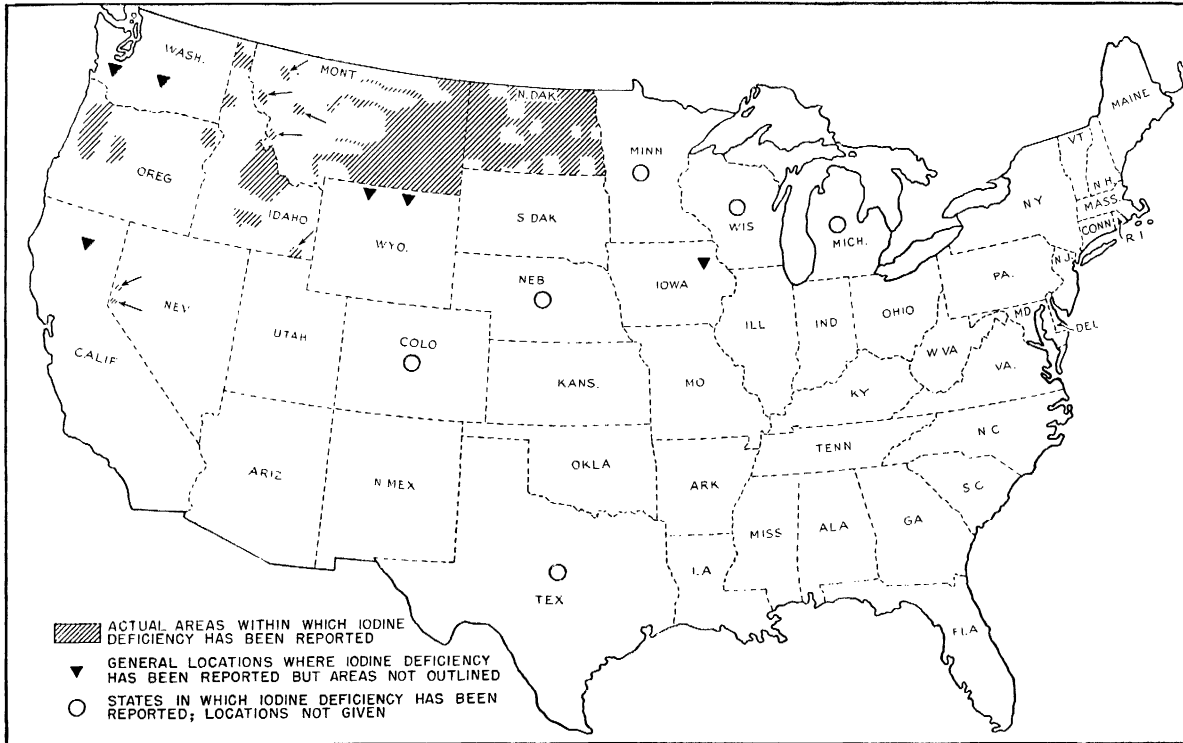 WASH.
MONT
N.DAK
MINN
MAINE
VT
N.H.
OREG
IDAHO
WYO.
S DAK
WIS
MICH.
NY
MASS.
CONN
R I
IOWA
NEB
PA.
N.J.
NEV
UTAH
COLO
ILL
IND
OHIO
MD
DEL
W VA
VA.
CALIF
KANS.
MO
KY
ARIZ
N MEX
OKLA
ARK
TENN
N C
S C
MISS
ALA
GA
LA
TEX
FLA
ACTUAL AREAS WITHIN WHICH IODINE
DEFICIENCY HAS BEEN REPORTED
GENERAL LOCATIONS WHERE IODINE DEFICIENCY
HAS BEEN REPORTED BUT AREAS NOT OUTLINED
STATES IN WHICH IODINE DEFICIENCY HAS BEEN
REPORTED; LOCATIONS NOT GIVEN